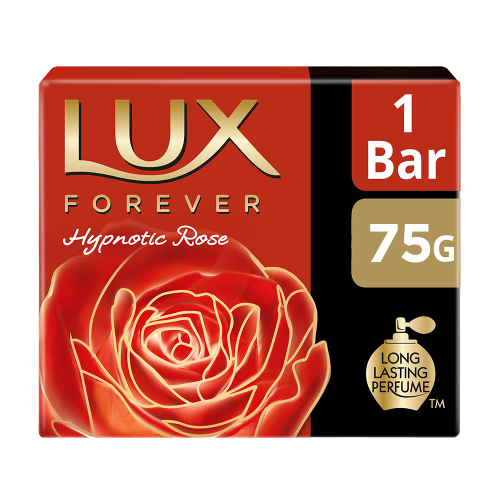 LUX
FOREVER
Hypnotic Rose
1
Bar
75G
LONG
LASTING
PERFUME
TM